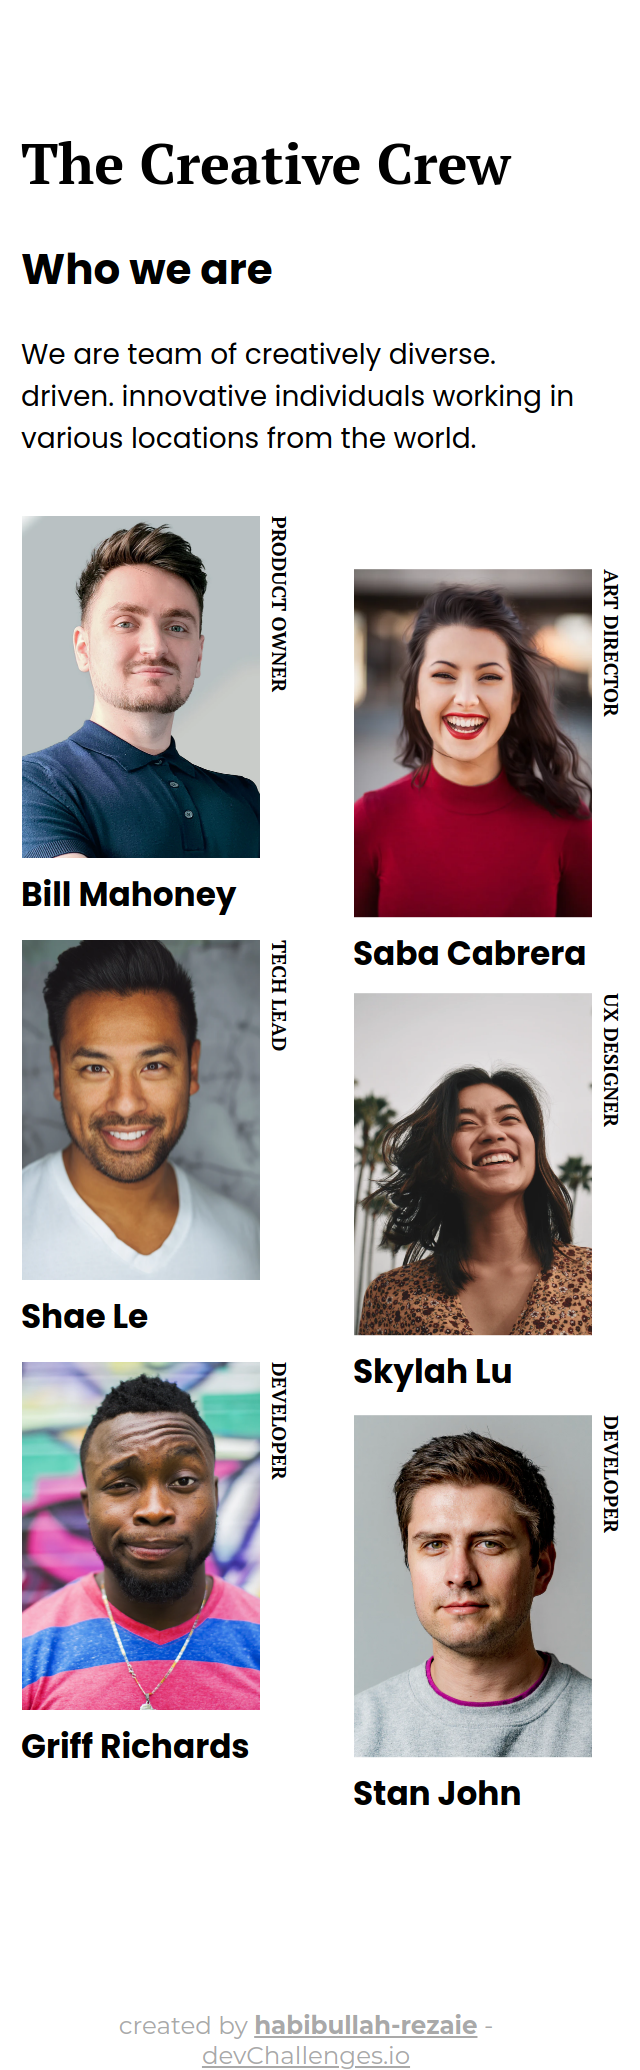 The Creative Crew
Who we are
We are team of creatively diverse.
driven. innovative individuals working in
various locations from the world.
PRODUCT OWNER
Bill Mahoney
ART DIRECTOR
Saba Cabrera
TECH LEAD
Shae Le
UX DESIGNER
Skylah Lu
DEVELOPER
Griff Richards
DEVELOPER
Stan John
created by habibullah-rezaie -
devChallenges.io